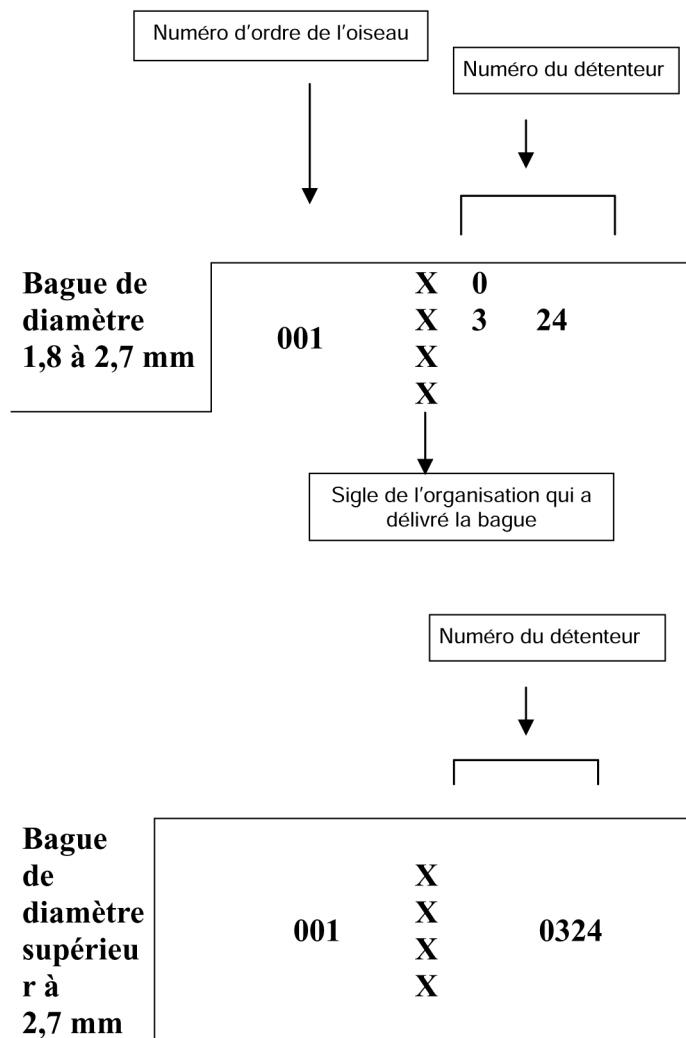 Numéro d'ordre de l'oiseau
Numéro du détenteur
Bague de
diamètre
1,8 à 2,7 mm
001
X
X
X
X
0
3 24
Sigle de l'organisation qui a
délivré la bague
Numéro du détenteur
Bague
de
diamètre
supérieu
r à
2,7 mm
001
X
X
X
X
0324